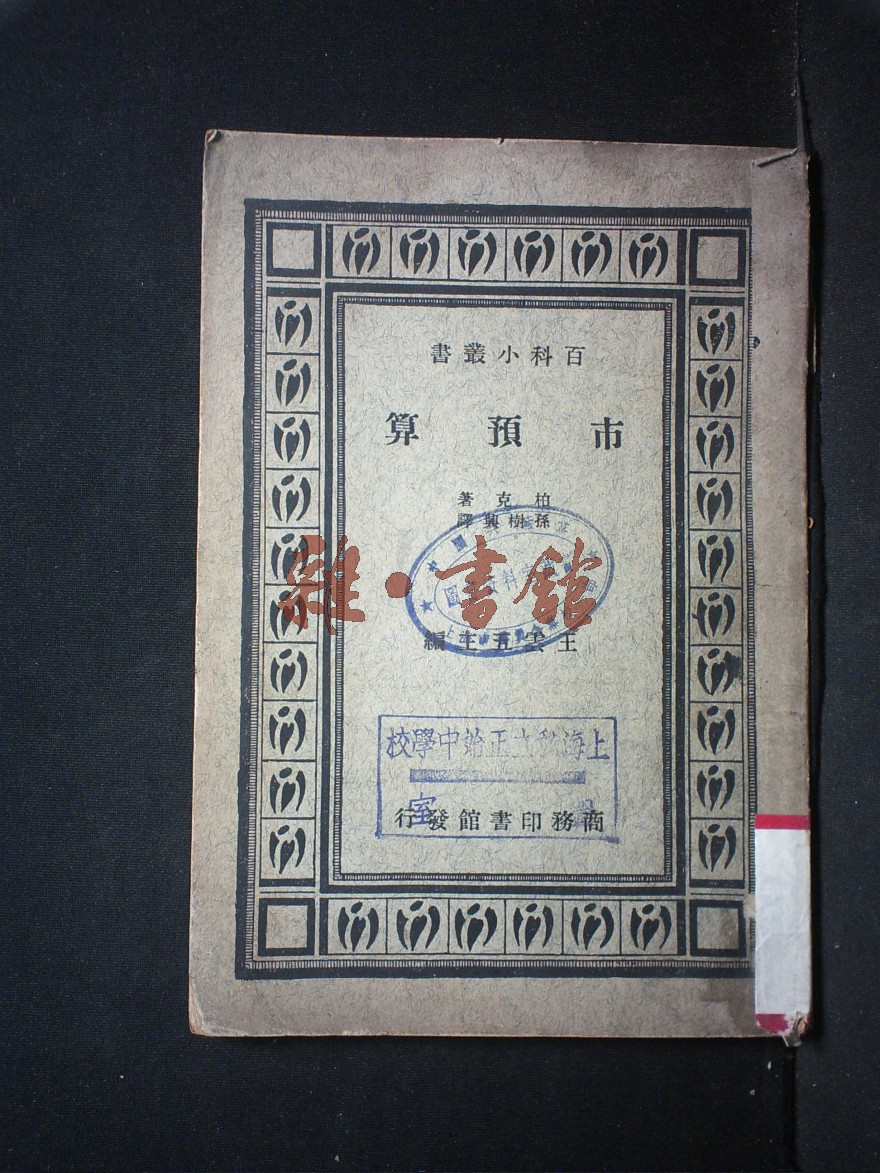 百科小叢書
市預算
柏克著
孫樹興譯
雜·書館
王雲五主編
上海私立正始中學校
室
商務印書館發行